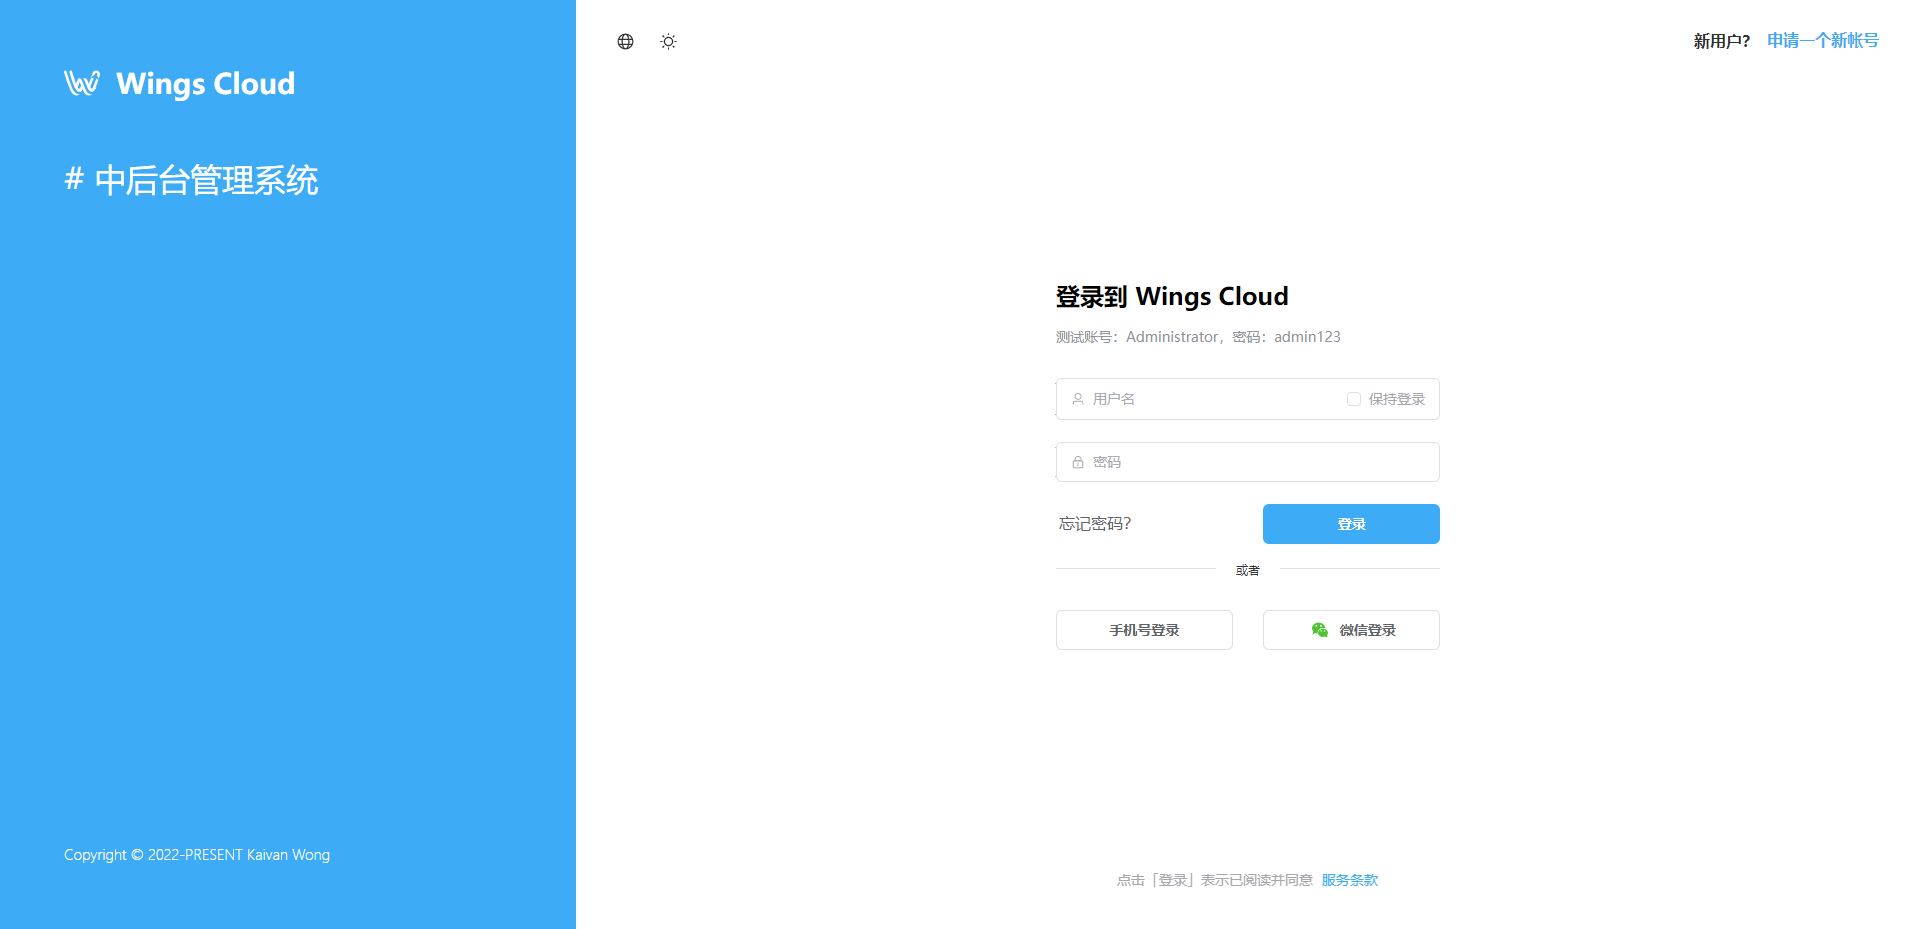 Wings Cloud
# 中后台管理系统
Copyright © 2022-PRESENT Kaivan Wong
新用户? 申请一个新帐号
登录到 Wings Cloud
测试账号：Administrator，密码：admin123
用户名 保持登录
密码
忘记密码? 登录
或者
手机号登录 微信登录
点击「登录」表示已阅读并同意 服务条款